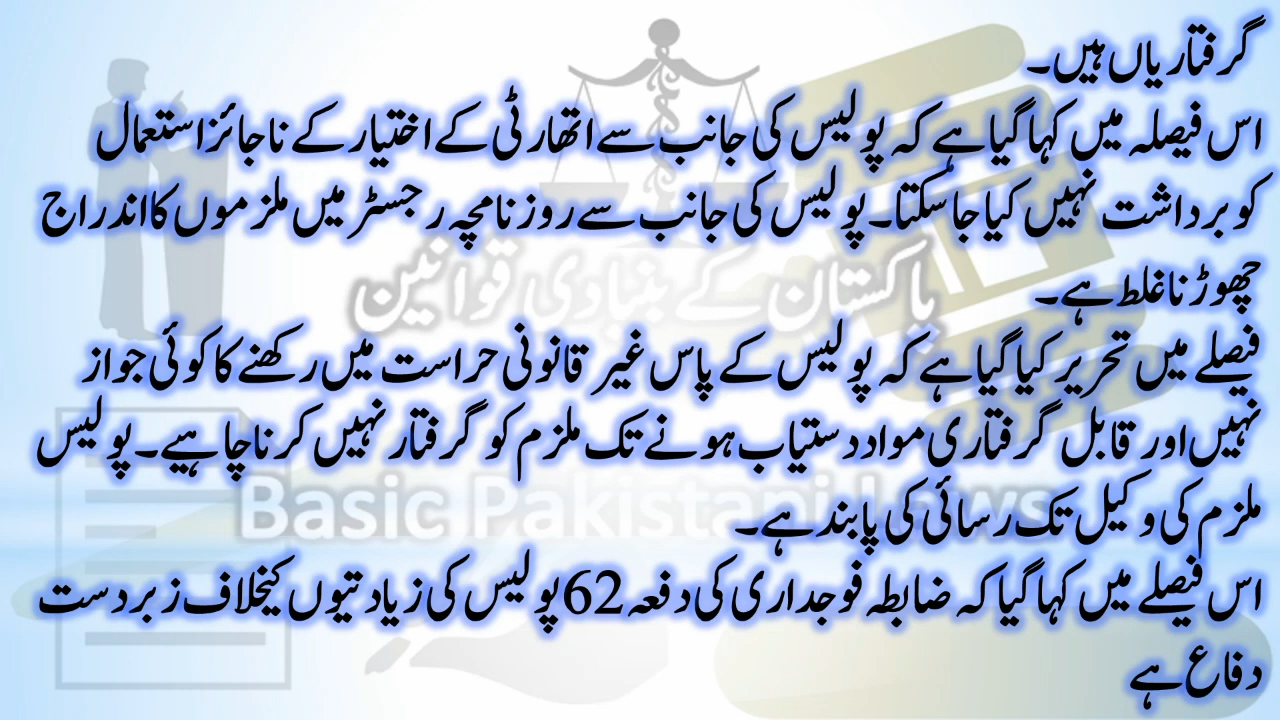 گرفتاریاں ہیں۔
اس فیصلہ میں کہا گیا ہے کہ پولیس کی جانب سے اتھارٹی کے اختیار کے ناجائز استعمال
کو برداشت نہیں کیا جا سکتا۔ پولیس کی جانب سے روزنامچہ رجسٹر میں ملزموں کا اندراج
چھوڑنا غلط ہے۔
پاکستان کے بنیادی قوانین
فیصلے میں تحریر کیا گیا ہے کہ پولیس کے پاس غیر قانونی حراست میں رکھنے کا کوئی جواز
نہیں اور قابل گرفتاری مواد دستیاب ہونے تک ملزم کو گرفتار نہیں کرنا چاہیے۔ پولیس
Basic Pakistani Laws
ملزم کی وکیل تک رسائی کی پابند ہے۔
اس فیصلے میں کہا گیا کہ ضابطہ فوجداری کی دفعہ 62 پولیس کی زیادتیوں کیخلاف زبردست
دفاع ہے